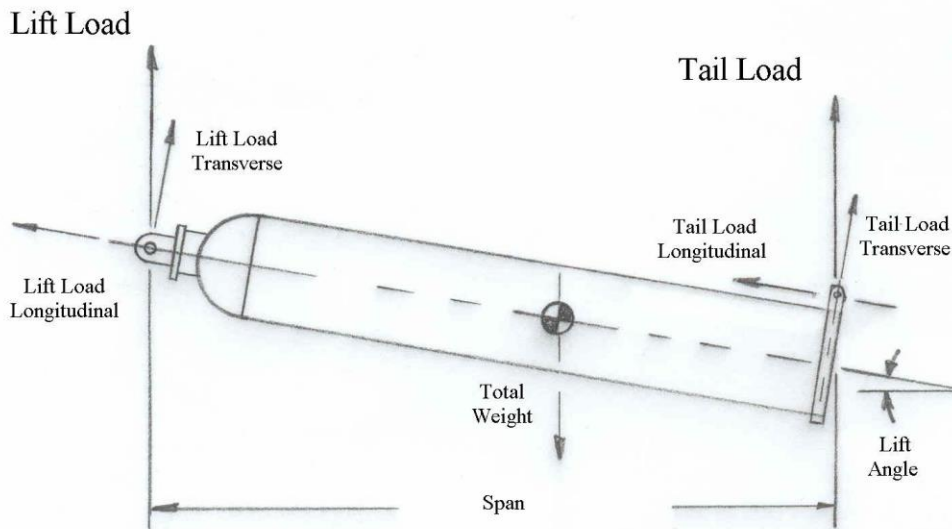 Lift Load
Tail Load
Lift Load
Transverse
Tail Load
Longitudinal
Tail Load
Transverse
Lift Load
Longitudinal
Total
Weight
Lift
Angle
Span